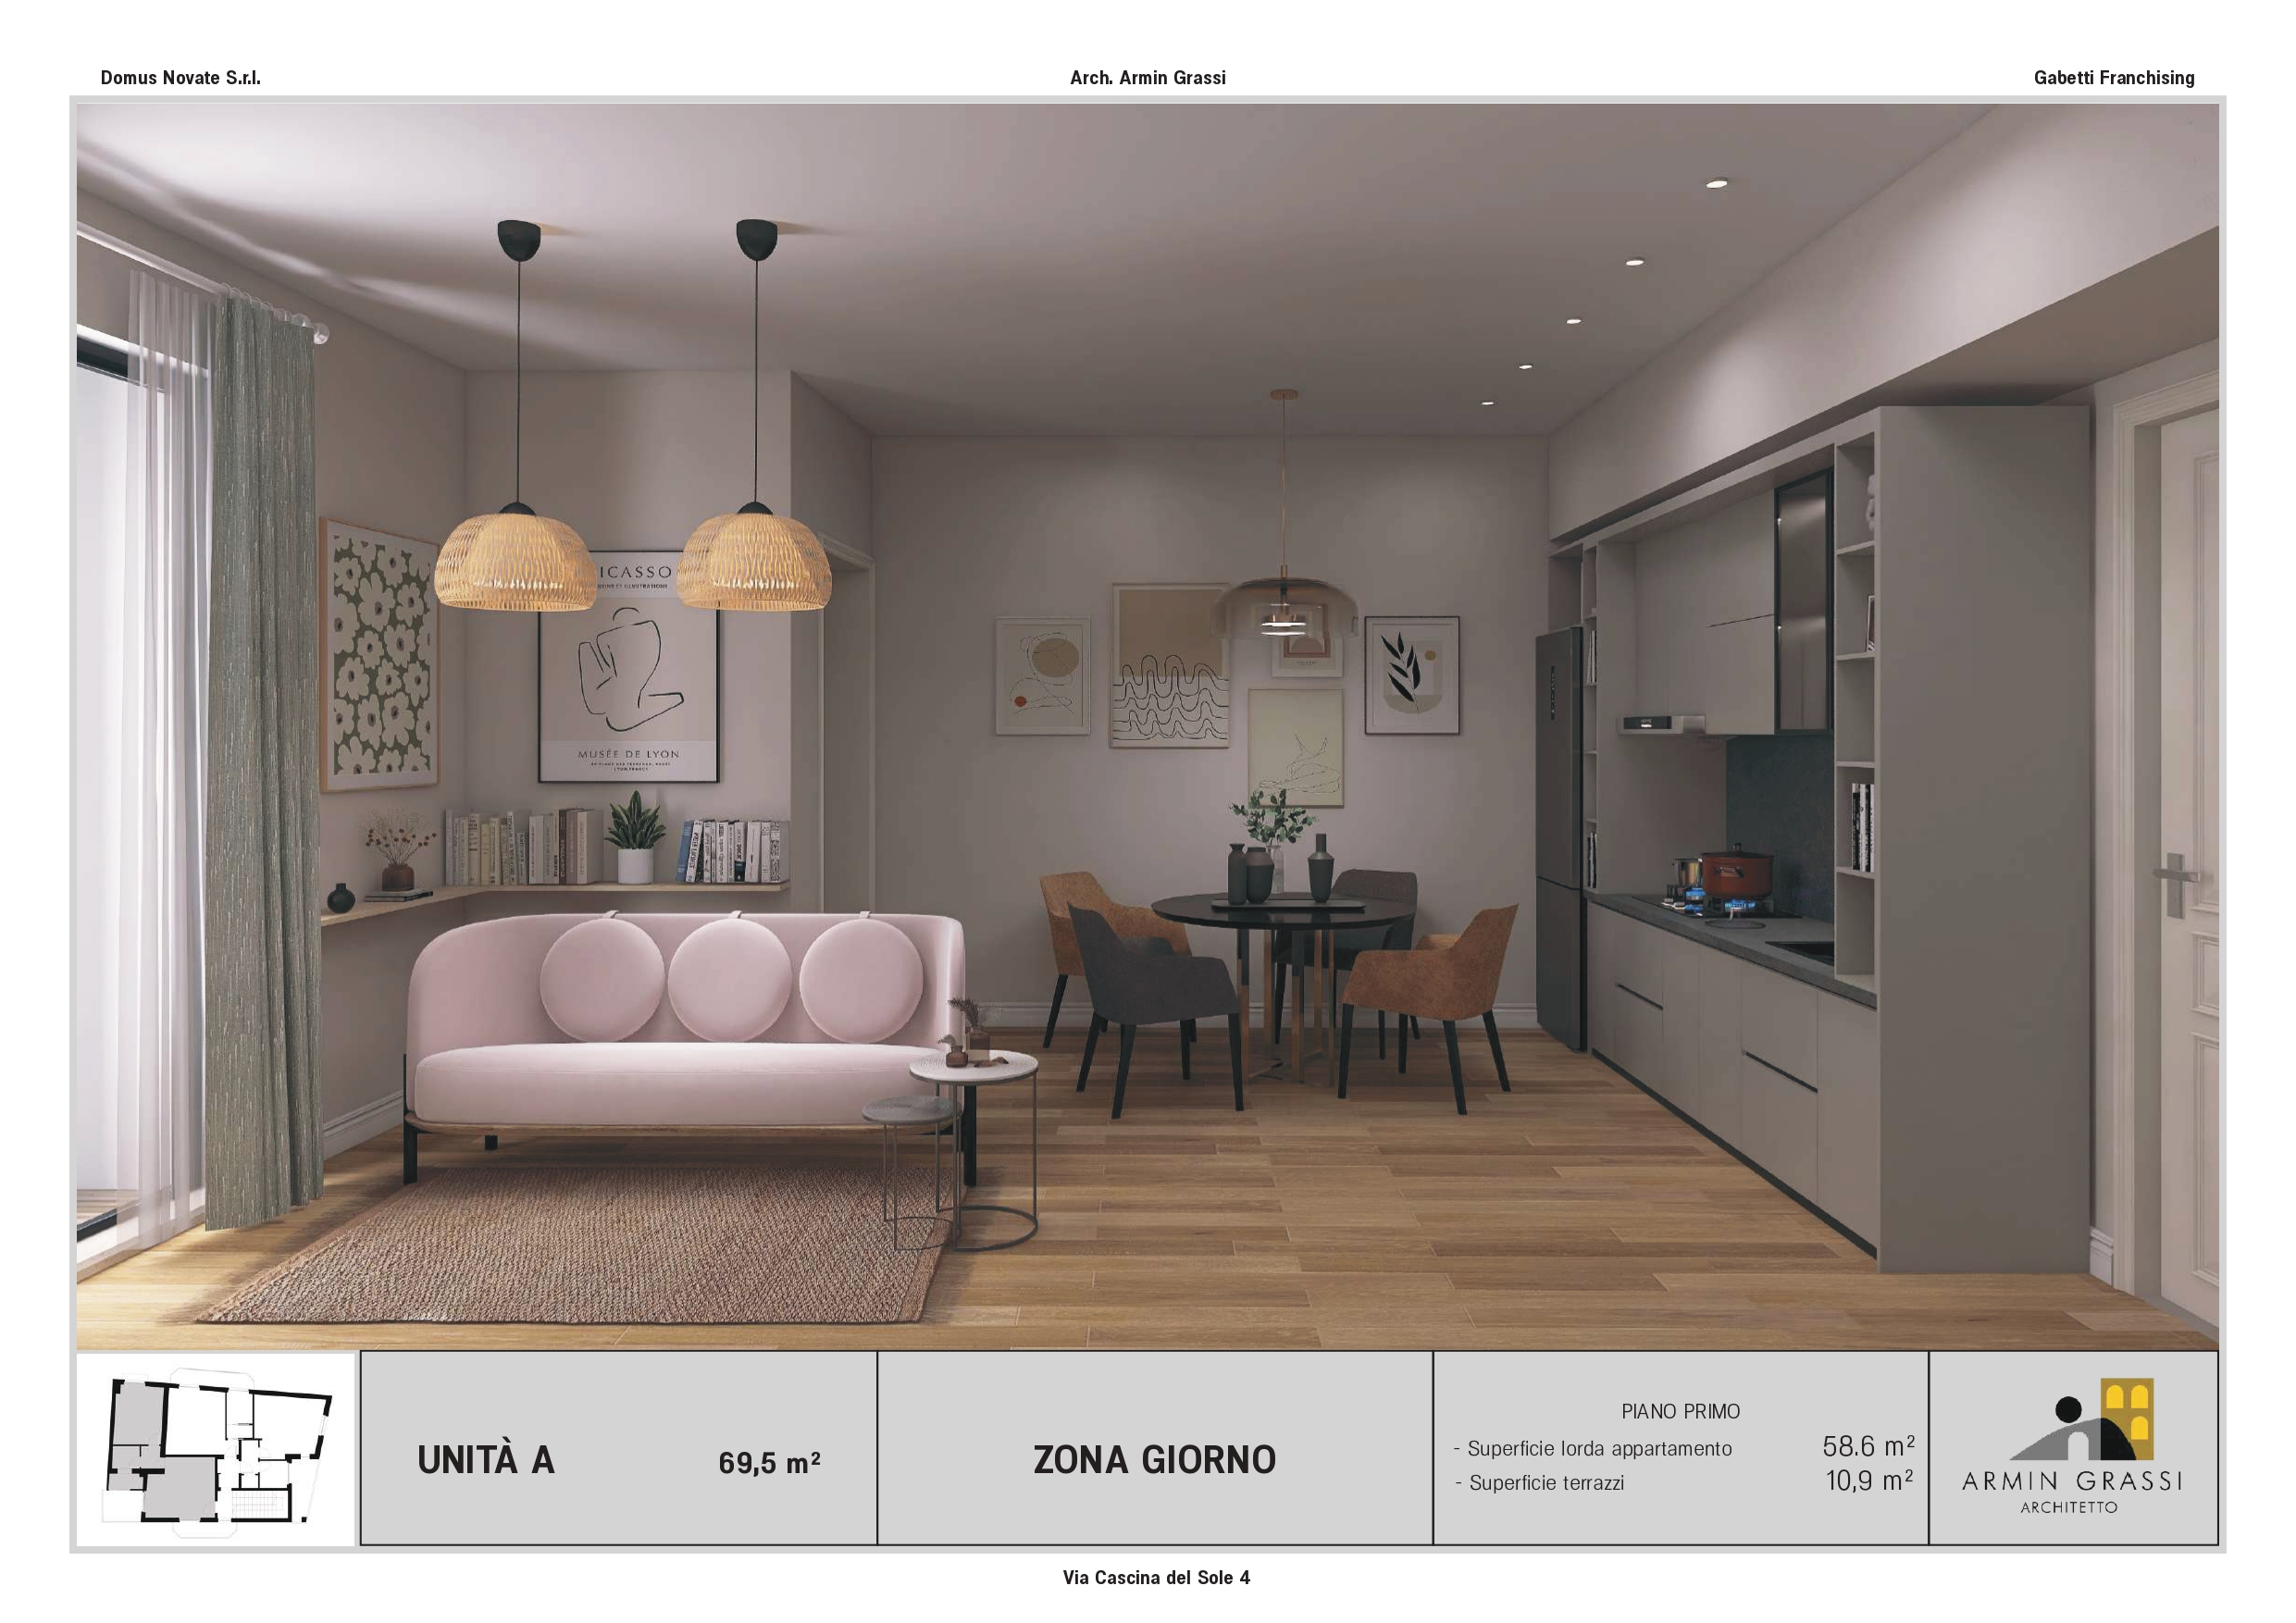 Domus Novate S.r.l.
Arch. Armin Grassi
Gabetti Franchising
ICASSO
MUSÉE DE LYON
UNITÀ A
69,5 m²
ZONA GIORNO
PIANO PRIMO
- Superficie lorda appartamento 58.6 m²
- Superficie terrazzi 10,9 m²
ARMIN GRASSI
ARCHITETTO
Via Cascina del Sole 4